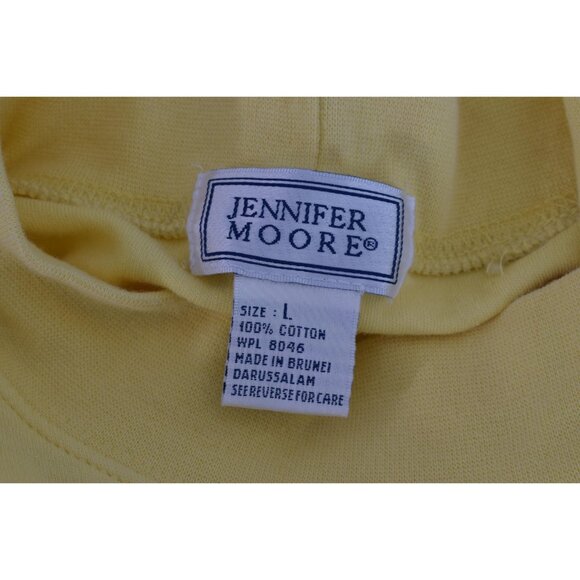 JENNIFER
MOORE®
SIZE : L
100% COTTON
WPL 8046
MADE IN BRUNEI
DARUSSALAM
SEE REVERSE FOR CARE